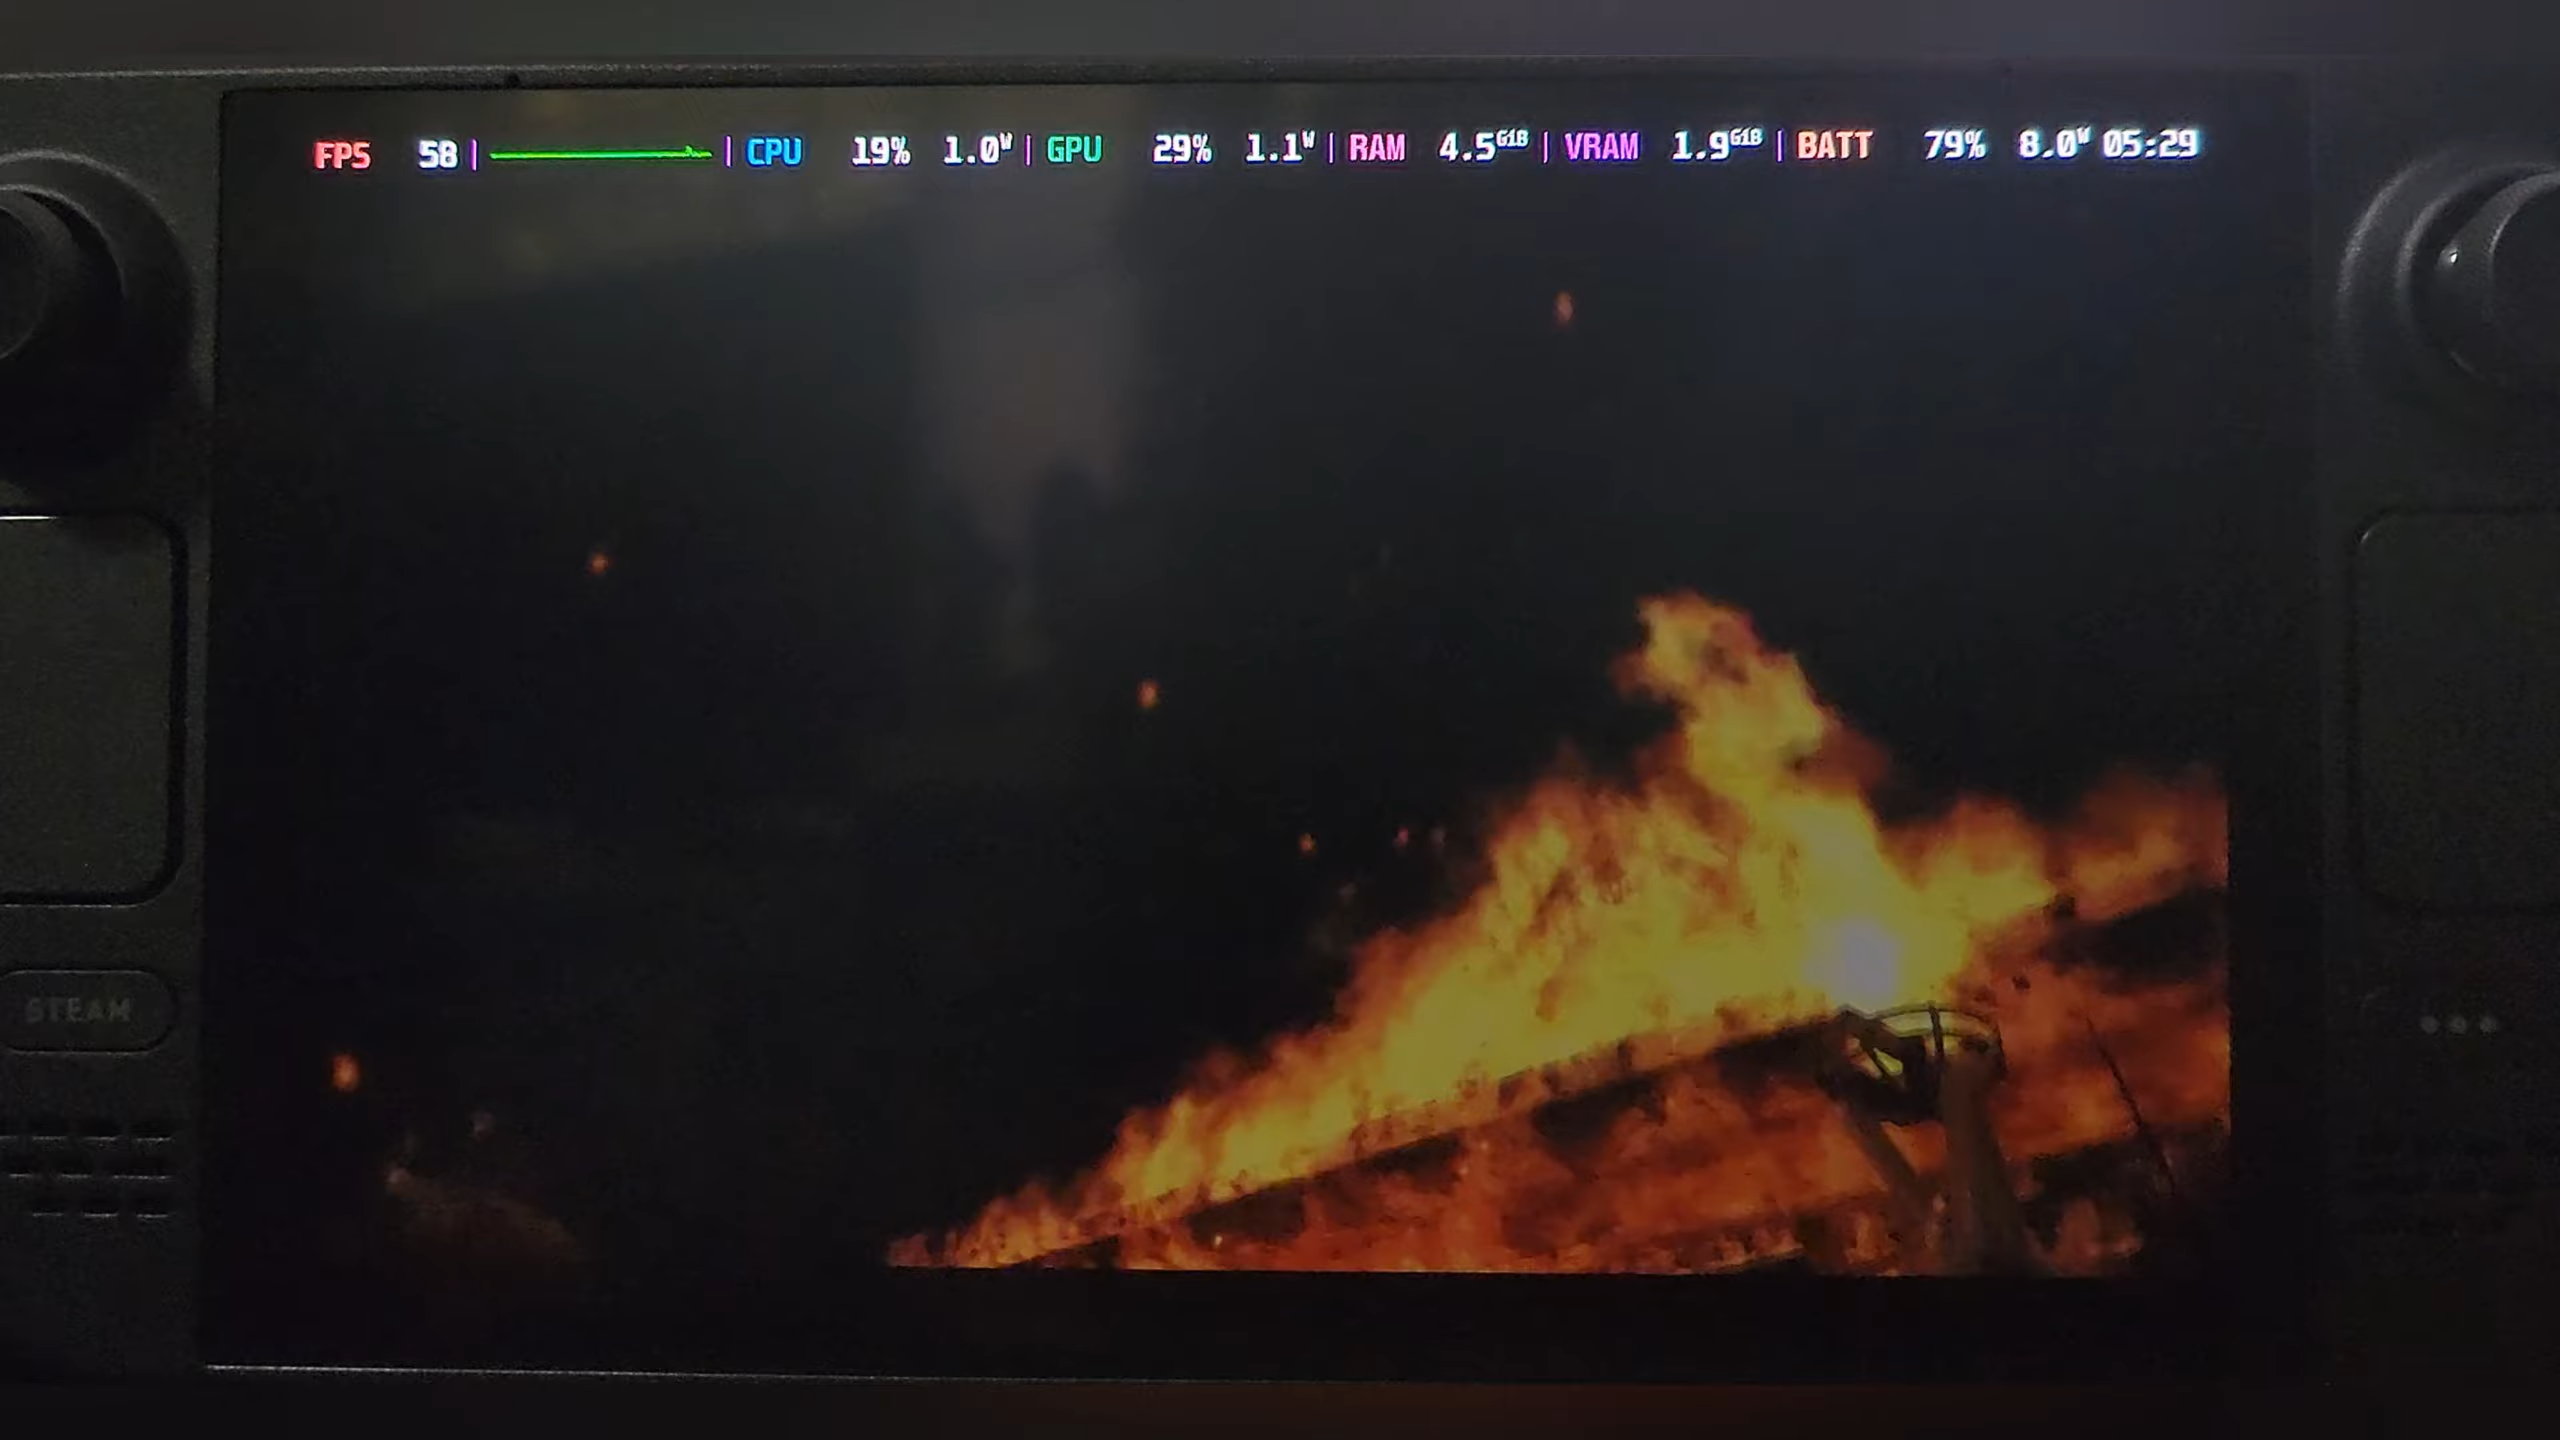 FPS 58 | | CPU 19% 1.0W | GPU 29% 1.1W | RAM 4.5GiB | VRAM 1.9GiB | BATT 79% 8.0W 05:29
STEAM